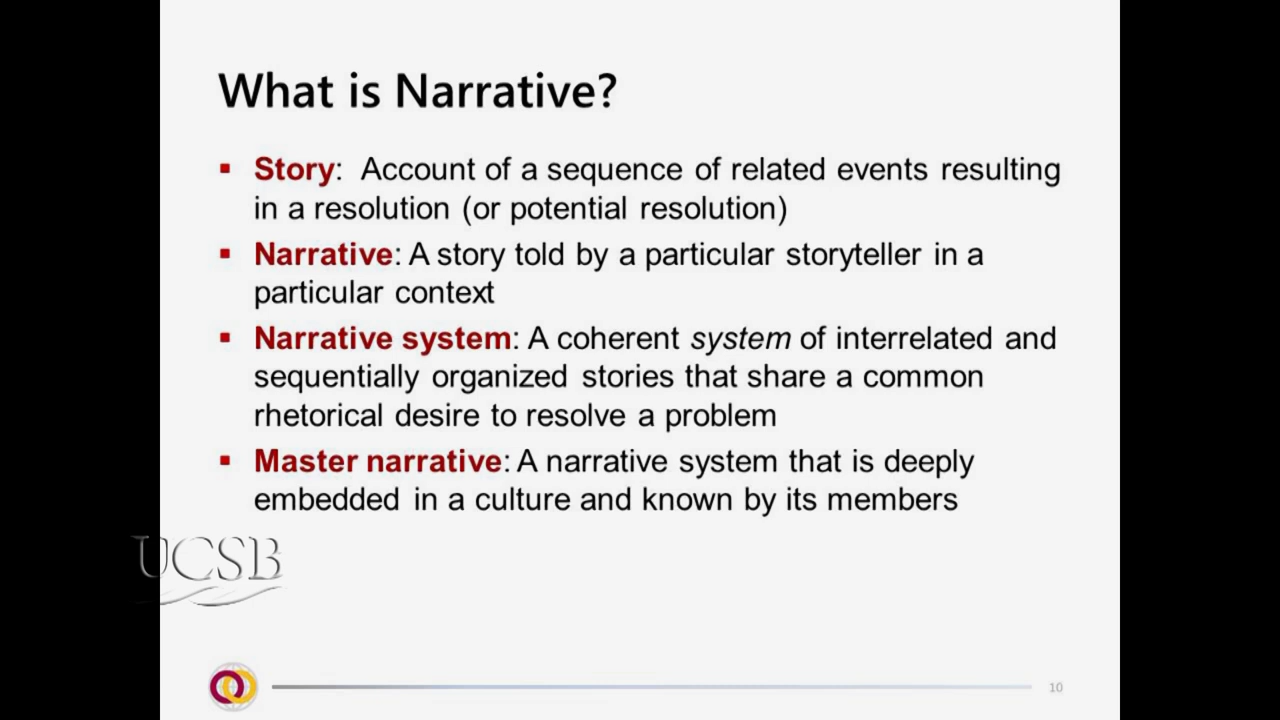 What is Narrative?
▪ Story: Account of a sequence of related events resulting
in a resolution (or potential resolution)
▪ Narrative: A story told by a particular storyteller in a
particular context
▪ Narrative system: A coherent system of interrelated and
sequentially organized stories that share a common
rhetorical desire to resolve a problem
▪ Master narrative: A narrative system that is deeply
embedded in a culture and known by its members
UCSB
10